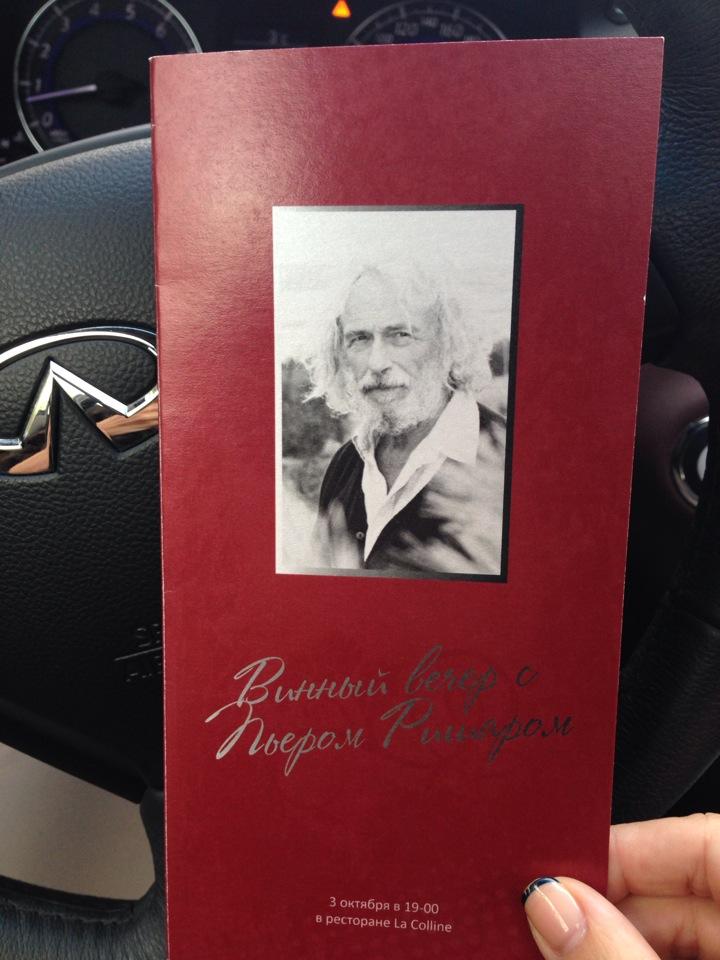 Винный вечер с
Пьером Ришаром
3 октября в 19-00
в ресторане La Colline